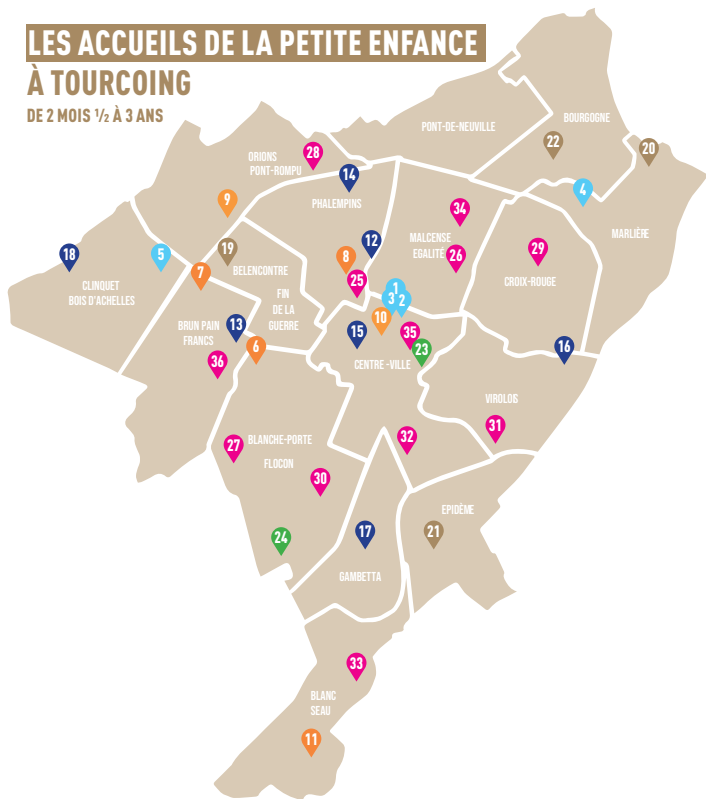 LES ACCUEILS DE LA PETITE ENFANCE
À TOURCOING
DE 2 MOIS ½ À 3 ANS
PONT-DE-NEUVILLE
BOURGOGNE
22
20
ORIONS
PONT-ROMPU
28
14
PHALEMPINS
4
9
34
MARLIÈRE
18
5
19
BELENCONTRE
12
MALCENSE
EGALITÉ
26
29
CROIX-ROUGE
8
25
7
CLINQUET
BOIS D'ACHELLES
FIN
DE LA
GUERRE
1
3
2
10
BRUN PAIN
FRANCS
13
6
36
15
35
23
CENTRE -VILLE
16
VIROLOIS
31
27
BLANCHE-PORTE
FLOCON
32
30
24
17
GAMBETTA
EPIDÈME
21
33
BLANC
SEAU
11